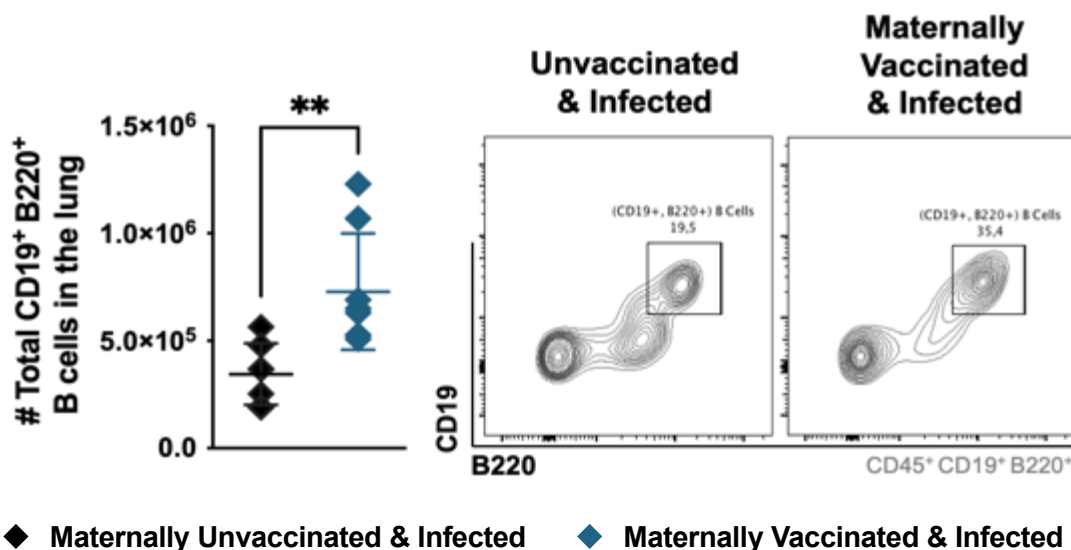 # Total CD19⁺ B220⁺
B cells in the lung
1.5×10⁶
1.0×10⁶
5.0×10⁵
0.0
**
Unvaccinated
& Infected
Maternally
Vaccinated
& Infected
(CD19+, B220+) B Cells
19,5
(CD19+, B220+) B Cells
35,4
CD19
B220
CD45⁺ CD19⁺ B220⁺
Maternally Unvaccinated & Infected
Maternally Vaccinated & Infected